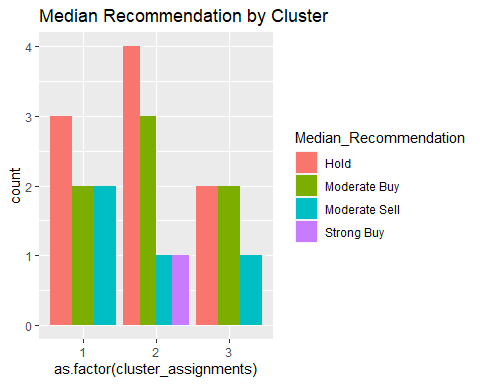 Median Recommendation by Cluster
4
3
2
1
0
count
1 2 3
as.factor(cluster_assignments)
Median_Recommendation
Hold
Moderate Buy
Moderate Sell
Strong Buy